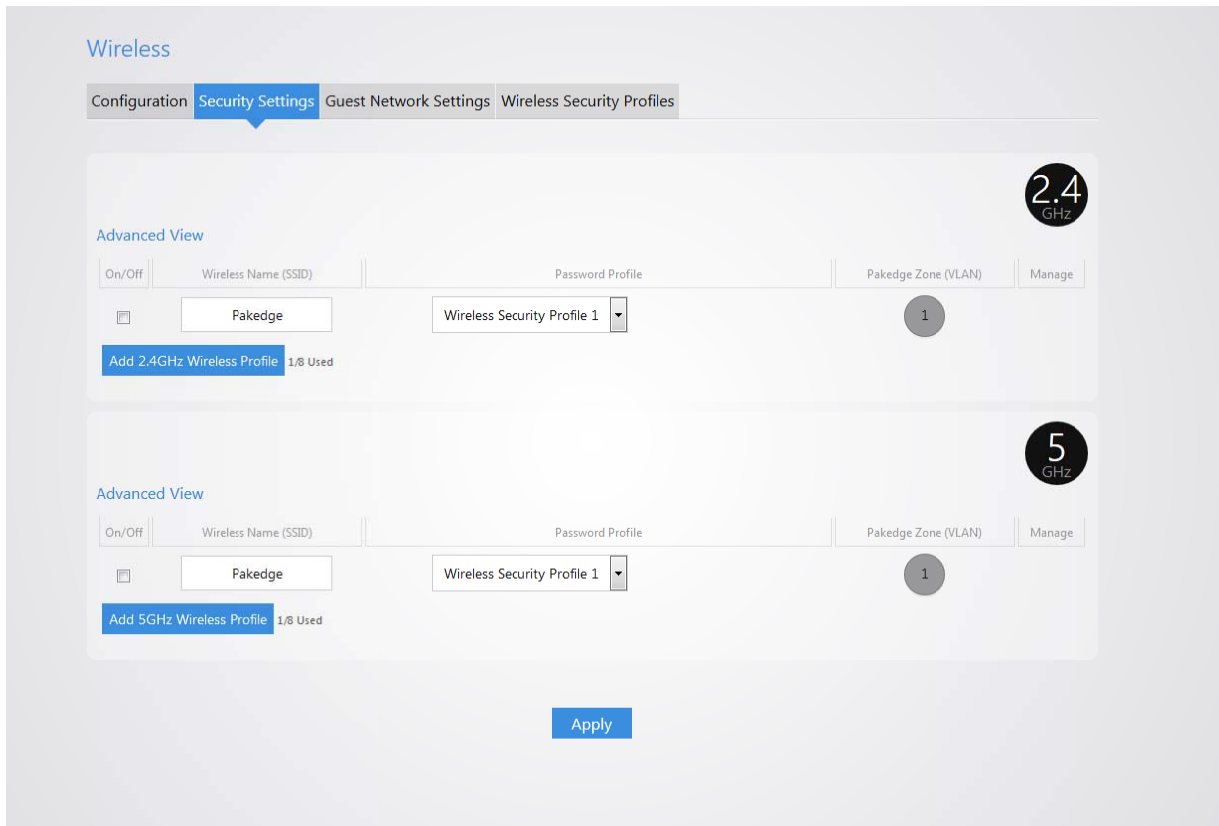 Wireless
Configuration Security Settings Guest Network Settings Wireless Security Profiles
2.4
GHz
Advanced View
On/Off Wireless Name (SSID) Password Profile Pakedge Zone (VLAN) Manage
Pakedge Wireless Security Profile 1 1
Add 2.4GHz Wireless Profile 1/8 Used
5
GHz
Advanced View
On/Off Wireless Name (SSID) Password Profile Pakedge Zone (VLAN) Manage
Pakedge Wireless Security Profile 1 1
Add 5GHz Wireless Profile 1/8 Used
Apply